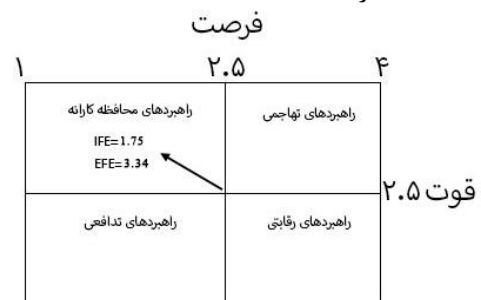 فرصت
۱ ۲.۵ ۴
راهبردهای تهاجمی راهبردهای محافظه کارانه
IFE=1.75
EFE=3.34
قوت ۲.۵
راهبردهای رقابتی راهبردهای تدافعی